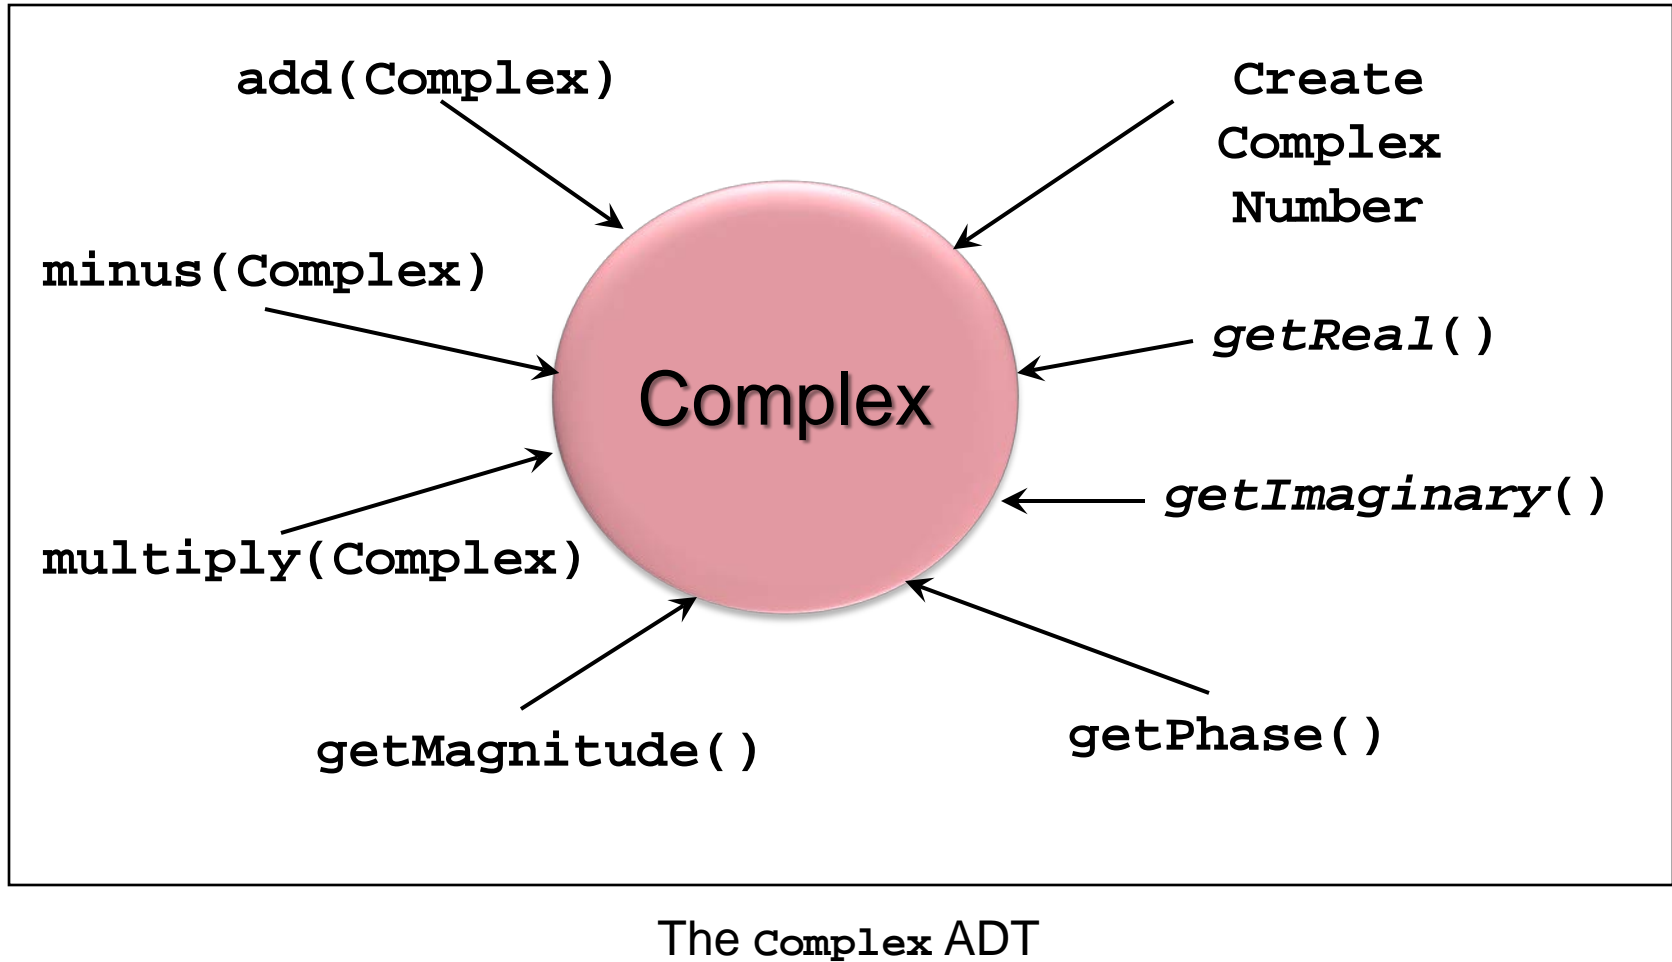 add(Complex)
Create
Complex
Number
minus(Complex)
getReal()
Complex
getImaginary()
multiply(Complex)
getMagnitude()
getPhase()
The Complex ADT